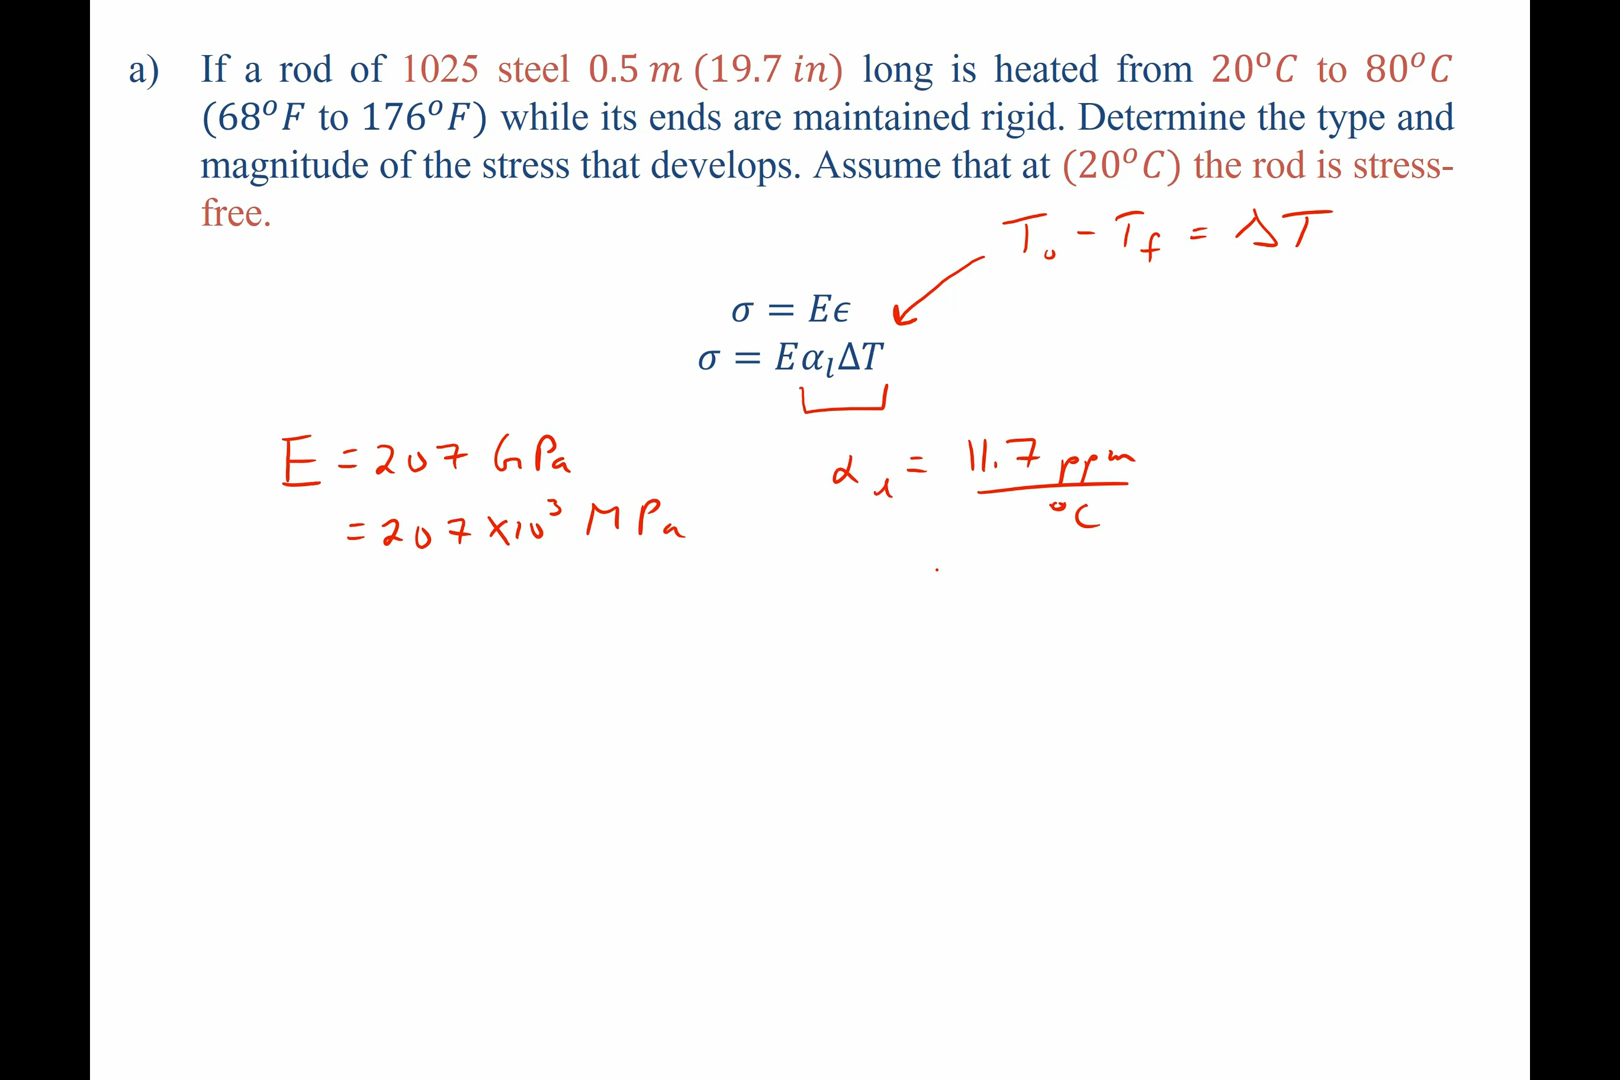 a) If a rod of 1025 steel 0.5 m (19.7 in) long is heated from 20°C to 80°C
(68°F to 176°F) while its ends are maintained rigid. Determine the type and
magnitude of the stress that develops. Assume that at (20°C) the rod is stress-
free.
T₀ - T_f = ΔT
σ = Eϵ
σ = Eα_lΔT
E = 207 GPa
= 207 ×10³ MPa
α_l = 11.7 ppm / °C